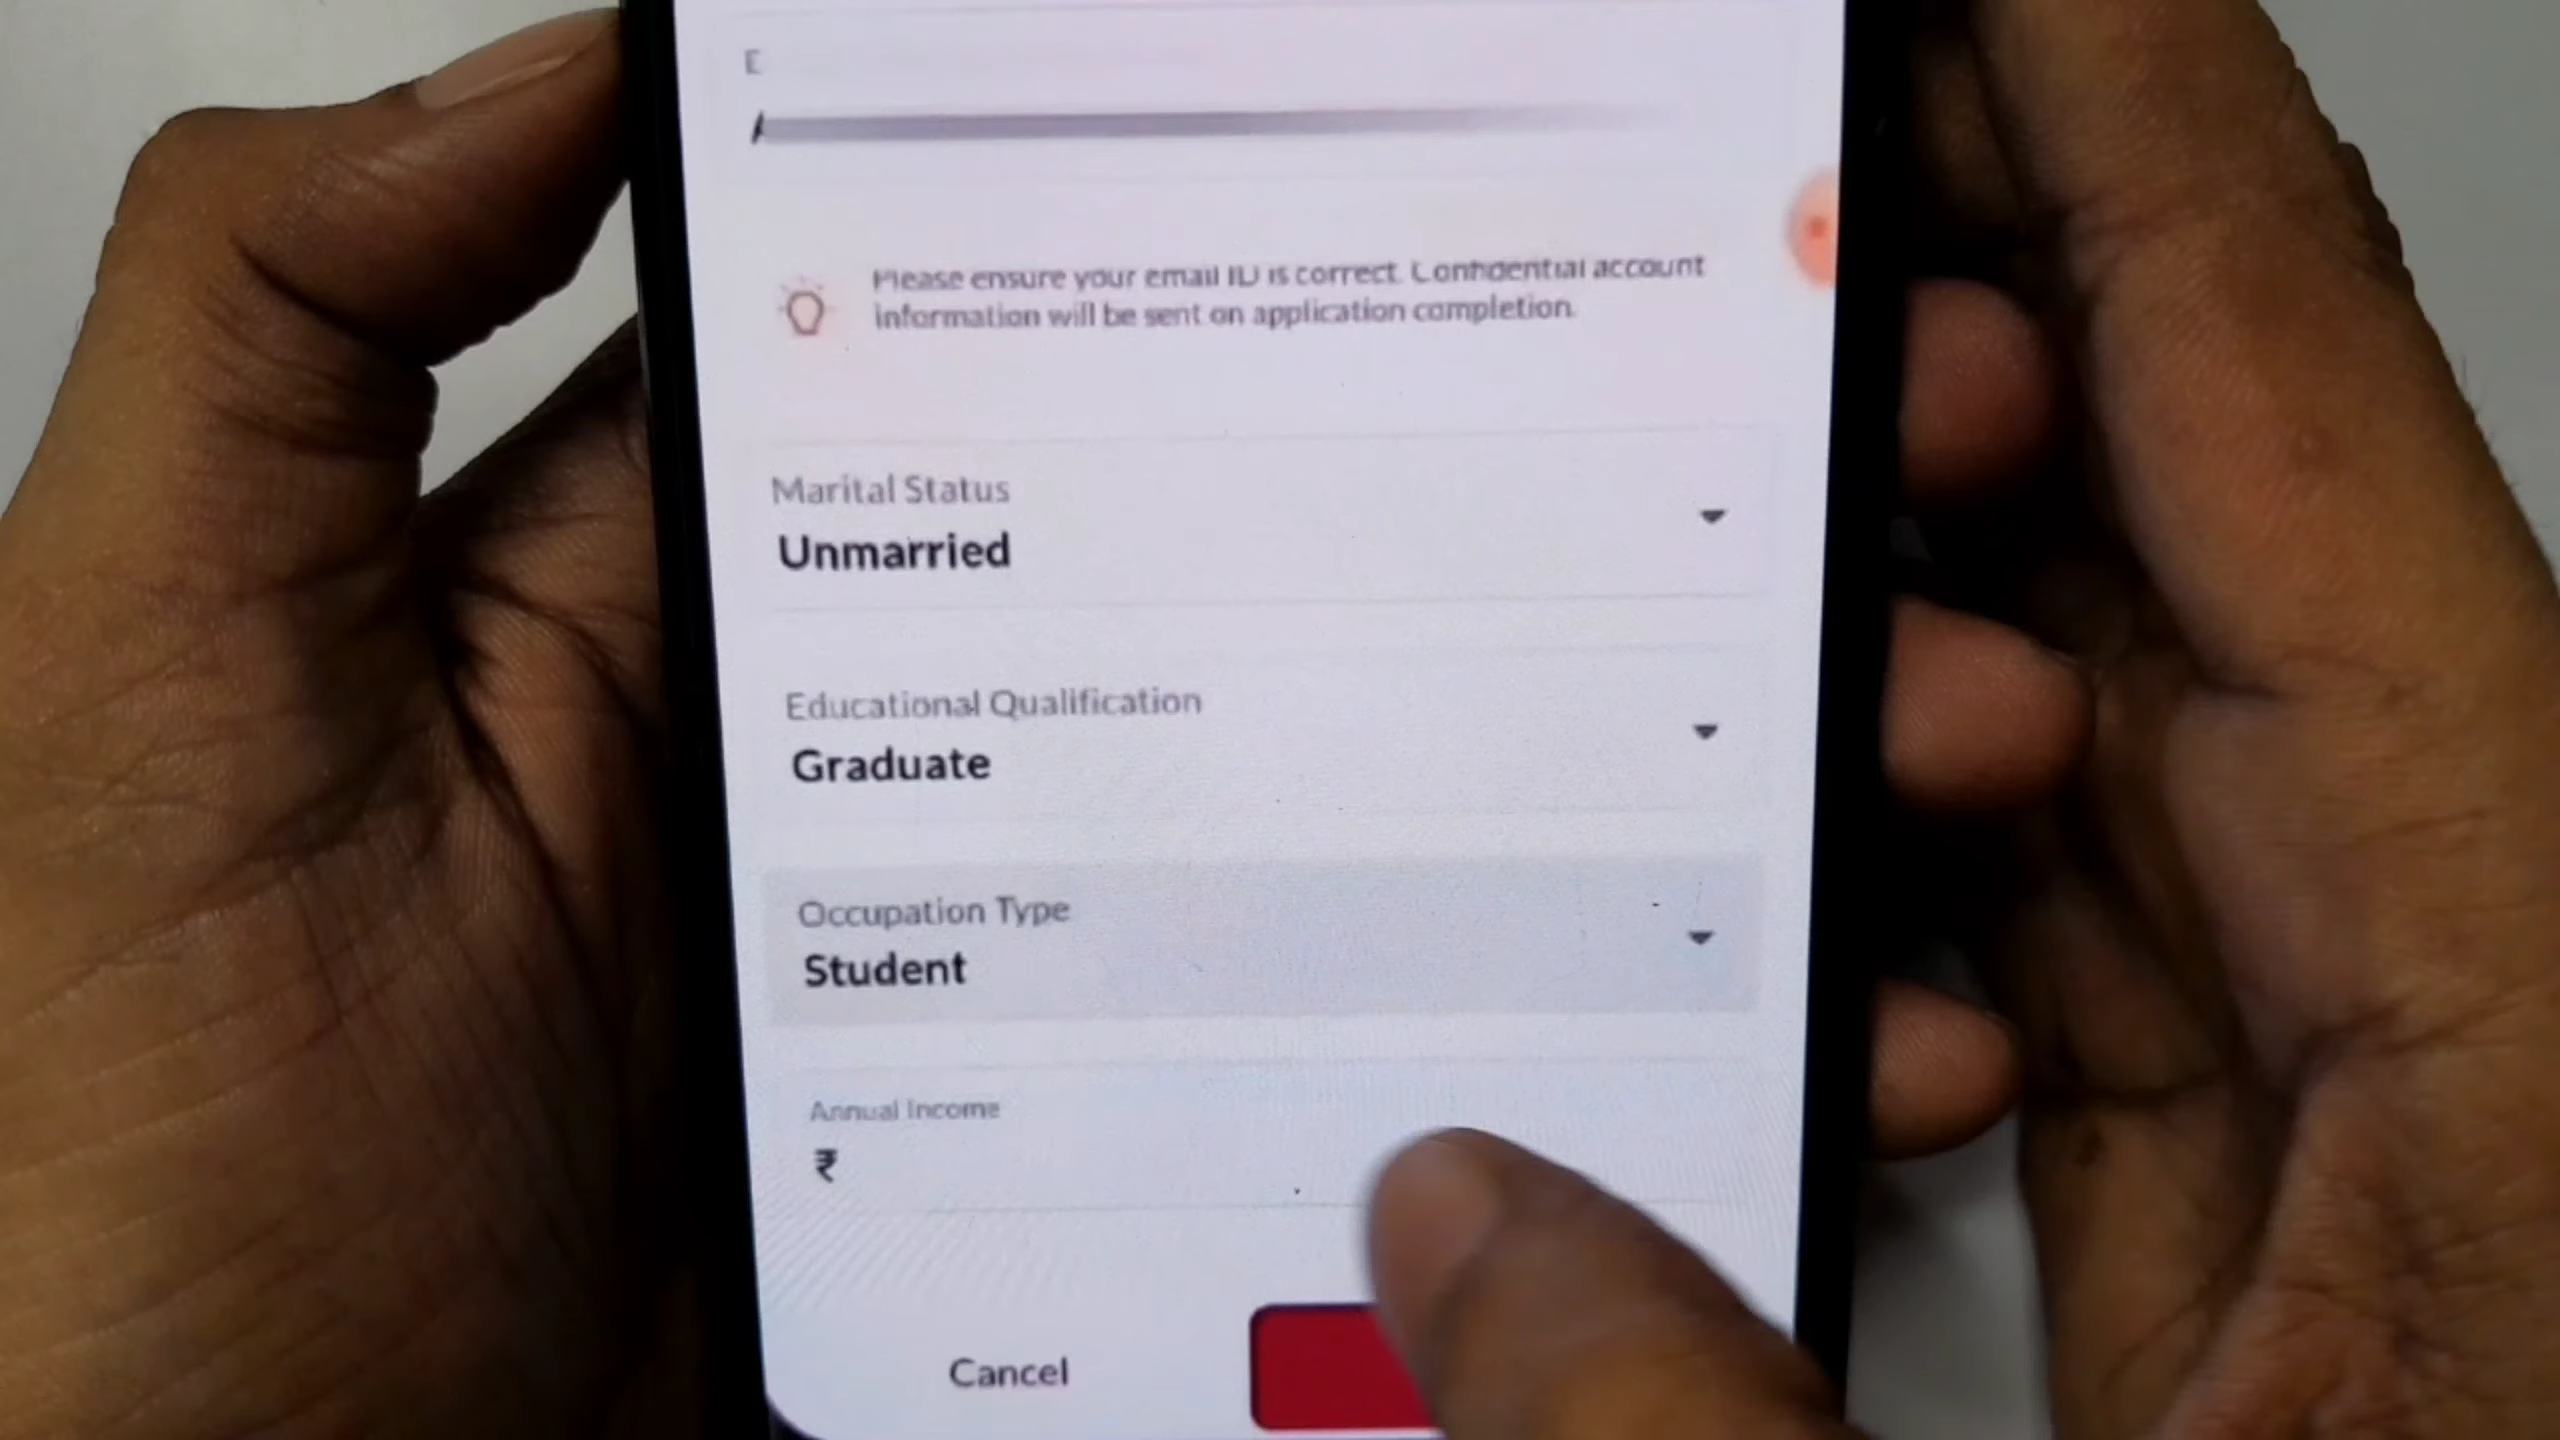 E
Please ensure your email ID is correct. Confidential account
information will be sent on application completion.
Marital Status
Unmarried
Educational Qualification
Graduate
Occupation Type
Student
Annual Income
₹
Cancel